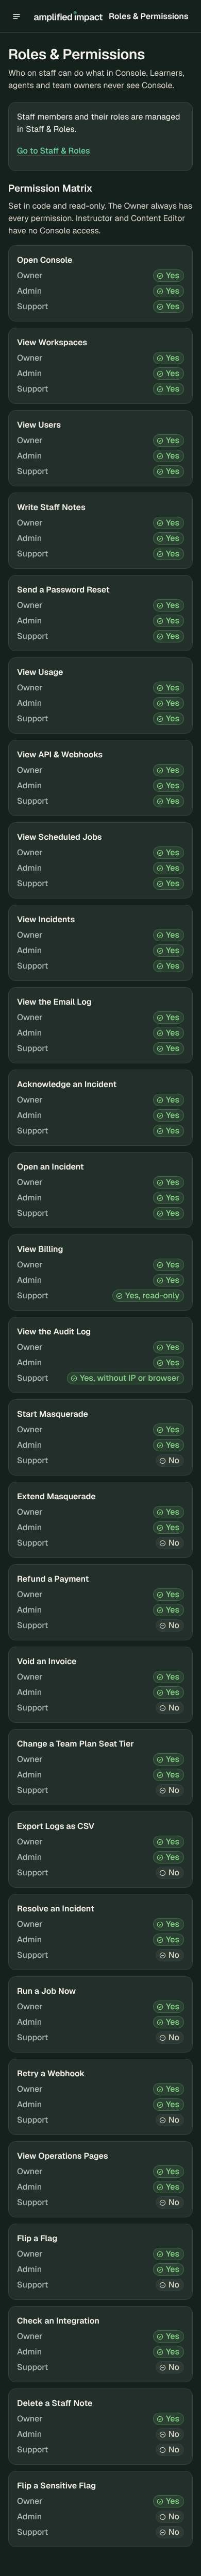 amplified impact Roles & Permissions
Roles & Permissions
Who on staff can do what in Console. Learners,
agents and team owners never see Console.
Staff members and their roles are managed
in Staff & Roles.
Go to Staff & Roles
Permission Matrix
Set in code and read-only. The Owner always has
every permission. Instructor and Content Editor
have no Console access.
Open Console
Owner Yes
Admin Yes
Support Yes
View Workspaces
Owner Yes
Admin Yes
Support Yes
View Users
Owner Yes
Admin Yes
Support Yes
Write Staff Notes
Owner Yes
Admin Yes
Support Yes
Send a Password Reset
Owner Yes
Admin Yes
Support Yes
View Usage
Owner Yes
Admin Yes
Support Yes
View API & Webhooks
Owner Yes
Admin Yes
Support Yes
View Scheduled Jobs
Owner Yes
Admin Yes
Support Yes
View Incidents
Owner Yes
Admin Yes
Support Yes
View the Email Log
Owner Yes
Admin Yes
Support Yes
Acknowledge an Incident
Owner Yes
Admin Yes
Support Yes
Open an Incident
Owner Yes
Admin Yes
Support Yes
View Billing
Owner Yes
Admin Yes
Support Yes, read-only
View the Audit Log
Owner Yes
Admin Yes
Support Yes, without IP or browser
Start Masquerade
Owner Yes
Admin Yes
Support No
Extend Masquerade
Owner Yes
Admin Yes
Support No
Refund a Payment
Owner Yes
Admin Yes
Support No
Void an Invoice
Owner Yes
Admin Yes
Support No
Change a Team Plan Seat Tier
Owner Yes
Admin Yes
Support No
Export Logs as CSV
Owner Yes
Admin Yes
Support No
Resolve an Incident
Owner Yes
Admin Yes
Support No
Run a Job Now
Owner Yes
Admin Yes
Support No
Retry a Webhook
Owner Yes
Admin Yes
Support No
View Operations Pages
Owner Yes
Admin Yes
Support No
Flip a Flag
Owner Yes
Admin Yes
Support No
Check an Integration
Owner Yes
Admin Yes
Support No
Delete a Staff Note
Owner Yes
Admin No
Support No
Flip a Sensitive Flag
Owner Yes
Admin No
Support No